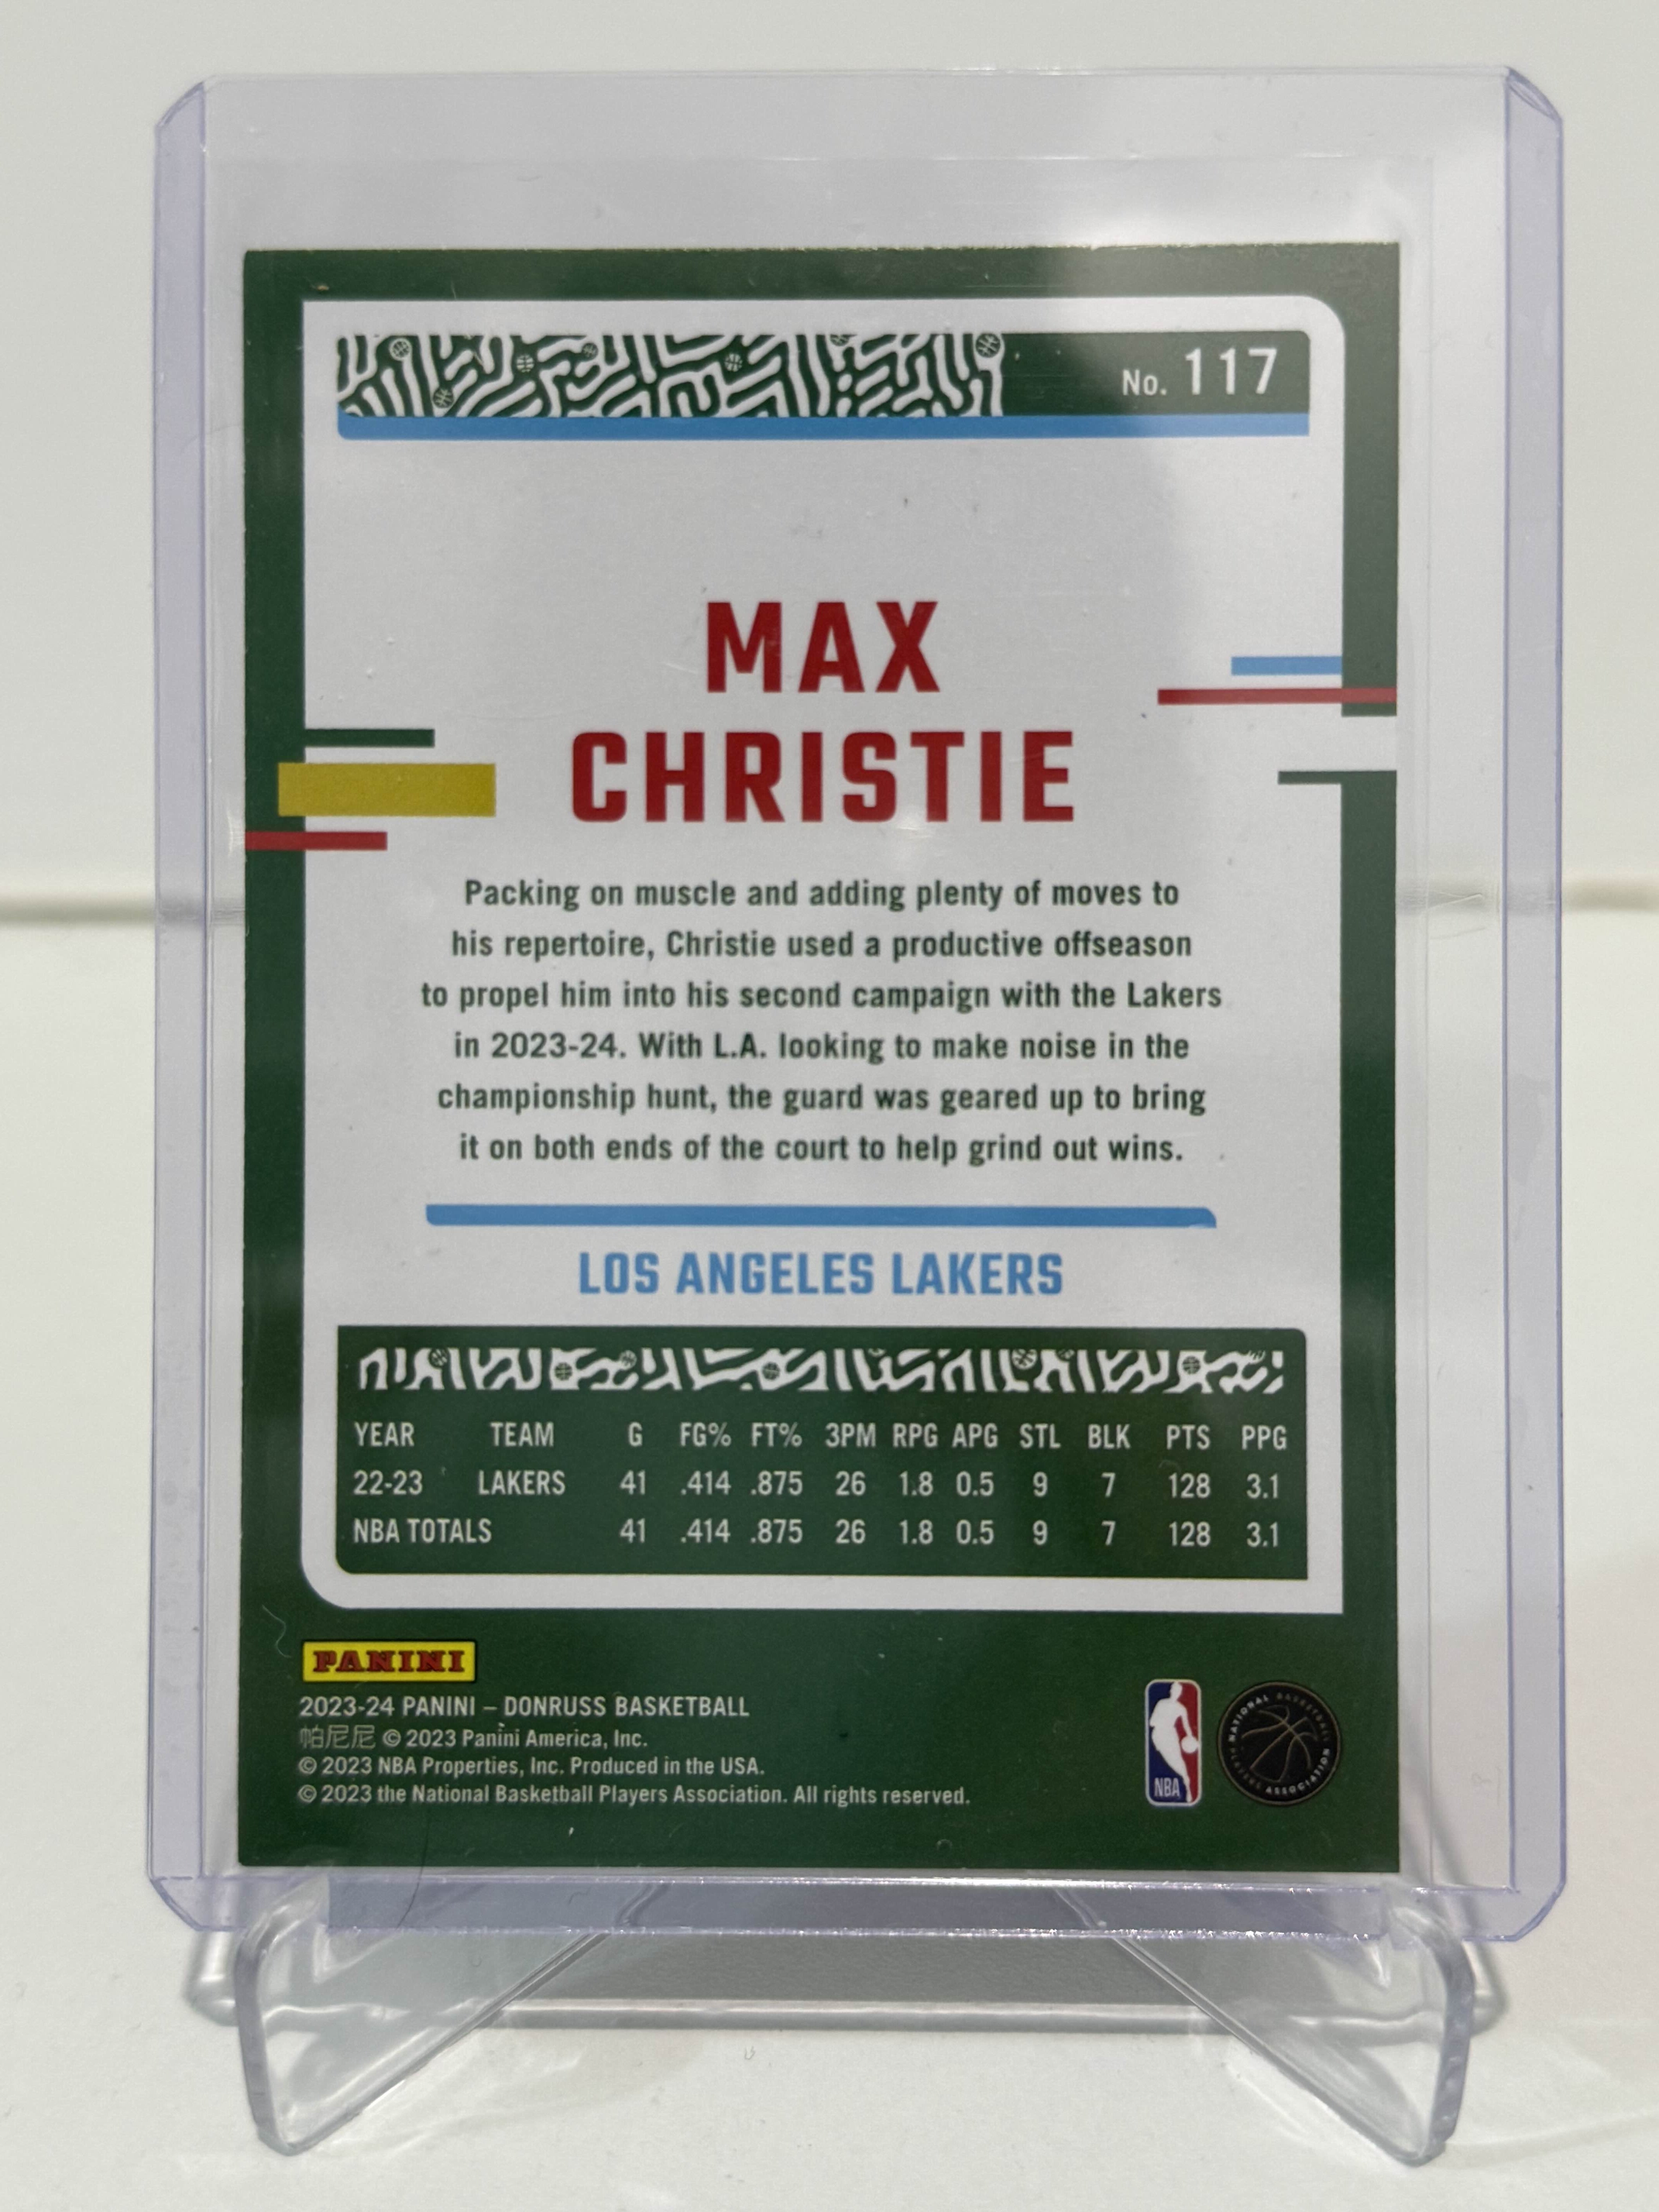 No. 117
MAX
CHRISTIE
Packing on muscle and adding plenty of moves to
his repertoire, Christie used a productive offseason
to propel him into his second campaign with the Lakers
in 2023-24. With L.A. looking to make noise in the
championship hunt, the guard was geared up to bring
it on both ends of the court to help grind out wins.
LOS ANGELES LAKERS
YEAR TEAM G FG% FT% 3PM RPG APG STL BLK PTS PPG
22-23 LAKERS 41 .414 .875 26 1.8 0.5 9 7 128 3.1
NBA TOTALS 41 .414 .875 26 1.8 0.5 9 7 128 3.1
PANINI
2023-24 PANINI – DONRUSS BASKETBALL
帕尼尼 © 2023 Panini America, Inc.
© 2023 NBA Properties, Inc. Produced in the USA.
© 2023 the National Basketball Players Association. All rights reserved.
NBA
NATIONAL BASKETBALL PLAYERS ASSOCIATION